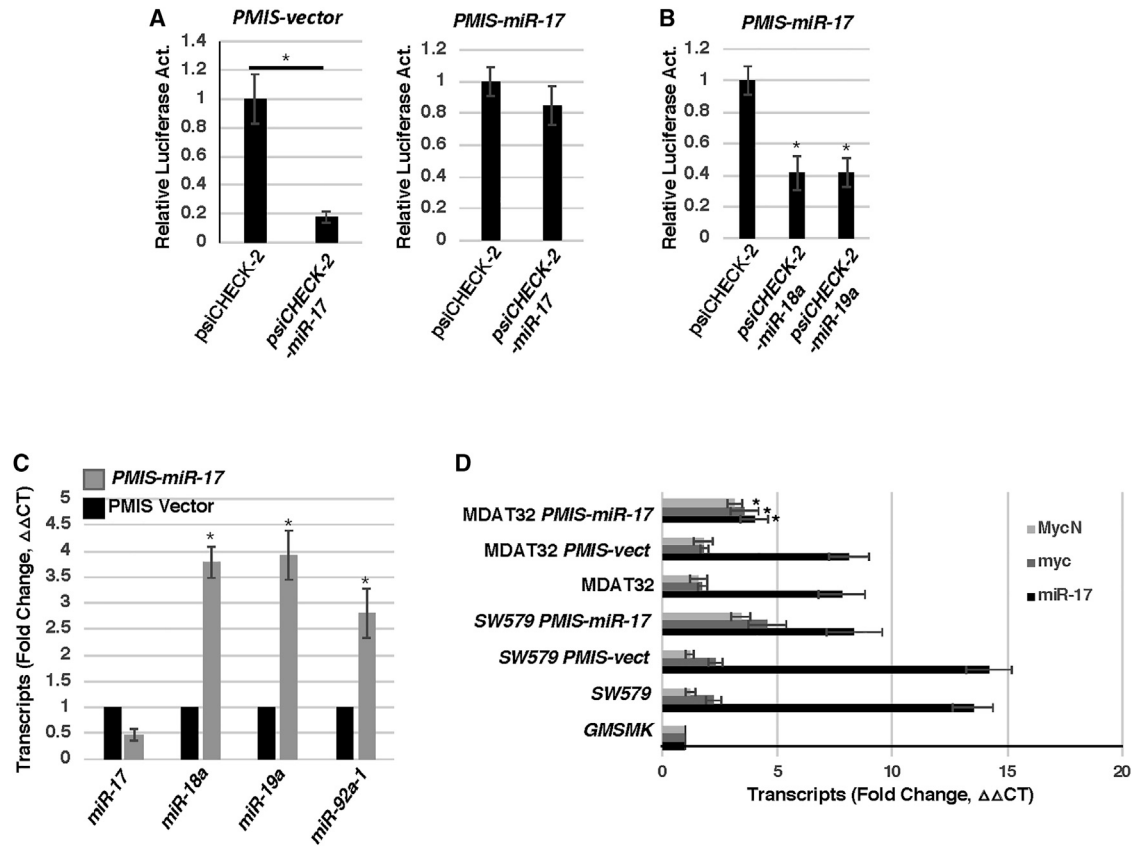 A
PMIS-vector
Relative Luciferase Act.
1.4
1.2
1
0.8
0.6
0.4
0.2
0
*
psiCHECK-2
psiCHECK-2
-miR-17
PMIS-miR-17
Relative Luciferase Act.
1.2
1
0.8
0.6
0.4
0.2
0
psiCHECK-2
psiCHECK-2
-miR-17
B
PMIS-miR-17
Relative Luciferase Act.
1.2
1
0.8
0.6
0.4
0.2
0
* *
psiCHECK-2
psiCHECK-2
-miR-18a
psiCHECK-2
-miR-19a
C
PMIS-miR-17
PMIS Vector
Transcripts (Fold Change, △△CT)
5
4.5
4
3.5
3
2.5
2
1.5
1
0.5
0
* * *
miR-17
miR-18a
miR-19a
miR-92a-1
D
MDAT32 PMIS-miR-17
* * *
MDAT32 PMIS-vect
MDAT32
SW579 PMIS-miR-17
SW579 PMIS-vect
SW579
GMSMK
MycN
myc
miR-17
0 5 10 15 20
Transcripts (Fold Change, △△CT)